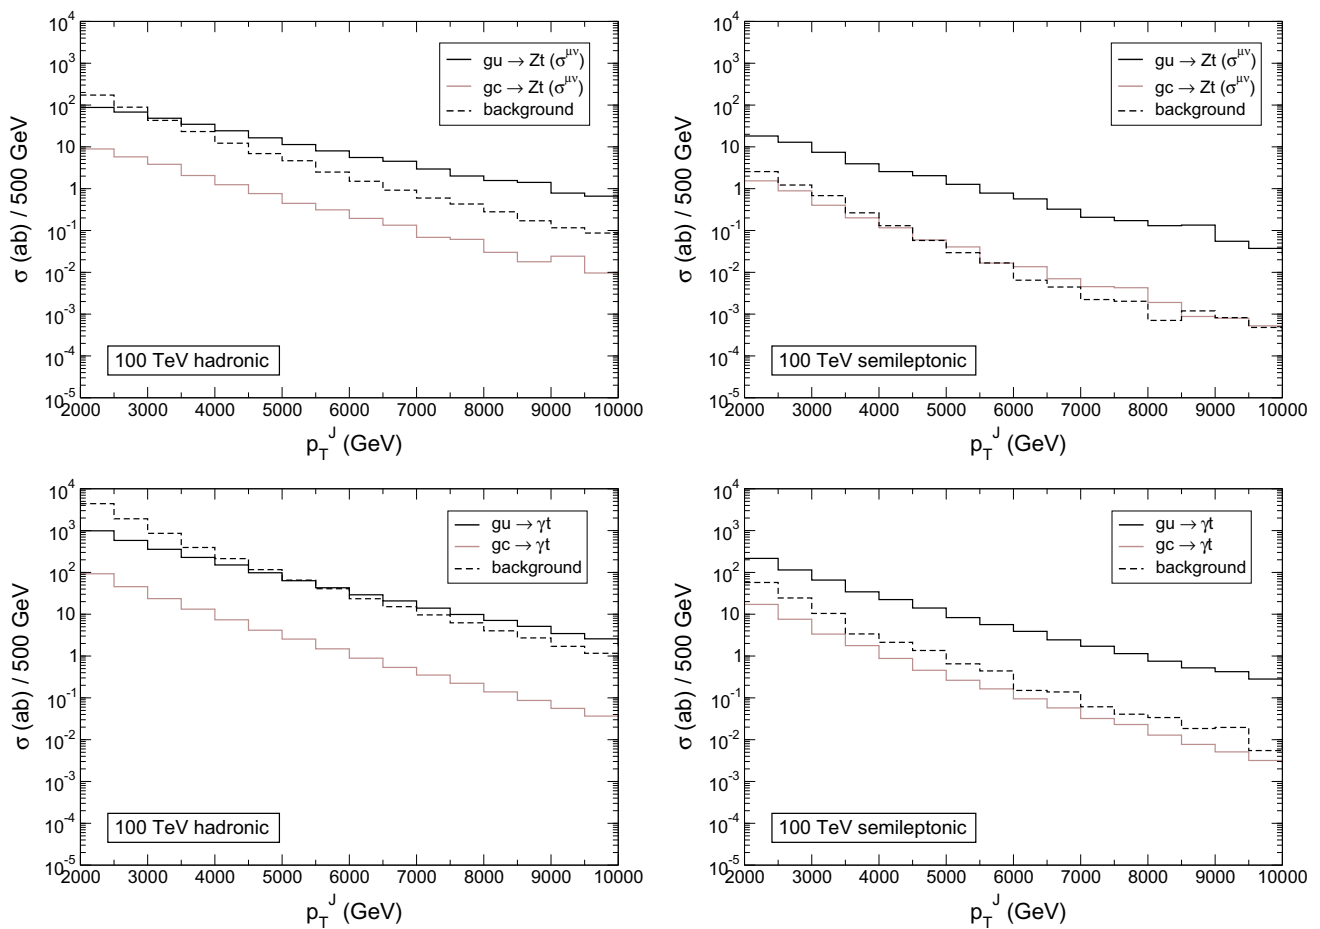 10^4
10^3
10^2
10
1
10^-1
10^-2
10^-3
10^-4
10^-5
σ (ab) / 500 GeV
gu → Zt (σ^μν)
gc → Zt (σ^μν)
background
100 TeV hadronic
2000 3000 4000 5000 6000 7000 8000 9000 10000
p_T^J (GeV)
10^4
10^3
10^2
10
1
10^-1
10^-2
10^-3
10^-4
10^-5
σ (ab) / 500 GeV
gu → Zt (σ^μν)
gc → Zt (σ^μν)
background
100 TeV semileptonic
2000 3000 4000 5000 6000 7000 8000 9000 10000
p_T^J (GeV)
10^4
10^3
10^2
10
1
10^-1
10^-2
10^-3
10^-4
10^-5
σ (ab) / 500 GeV
gu → γt
gc → γt
background
100 TeV hadronic
2000 3000 4000 5000 6000 7000 8000 9000 10000
p_T^J (GeV)
10^4
10^3
10^2
10
1
10^-1
10^-2
10^-3
10^-4
10^-5
σ (ab) / 500 GeV
gu → γt
gc → γt
background
100 TeV semileptonic
2000 3000 4000 5000 6000 7000 8000 9000 10000
p_T^J (GeV)